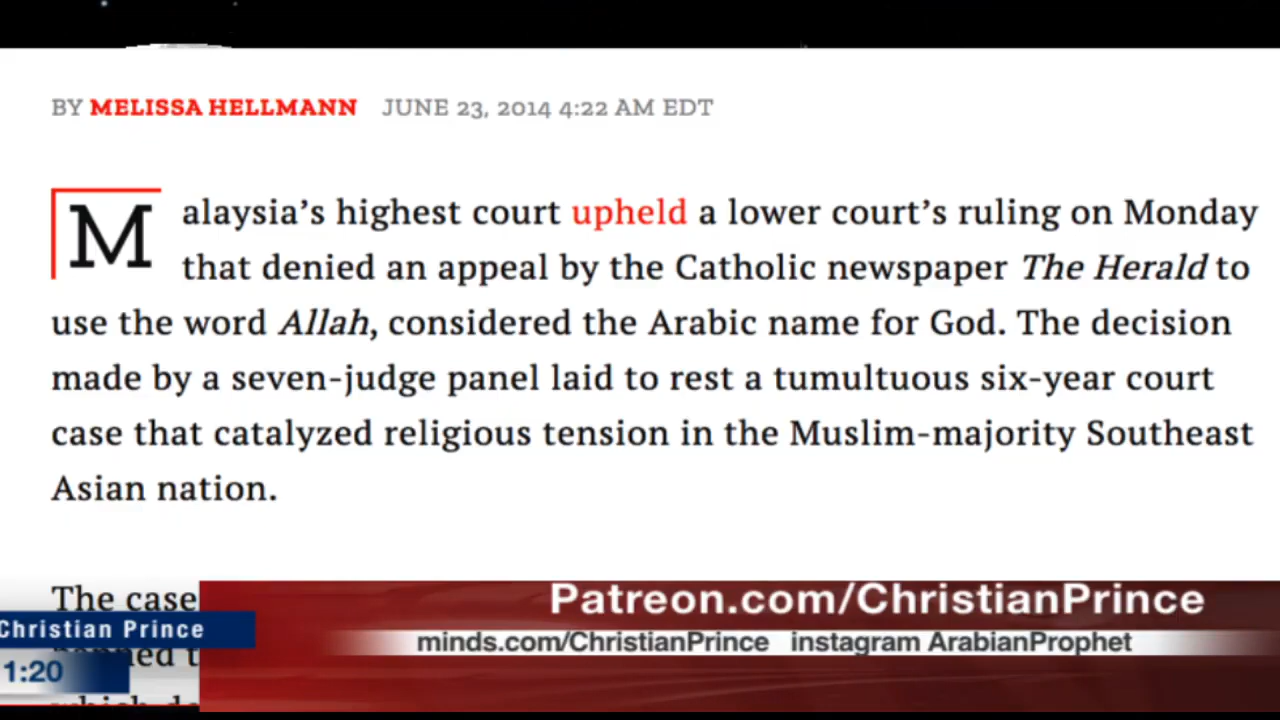 BY MELISSA HELLMANN JUNE 23, 2014 4:22 AM EDT
Malaysia's highest court upheld a lower court's ruling on Monday
that denied an appeal by the Catholic newspaper The Herald to
use the word Allah, considered the Arabic name for God. The decision
made by a seven-judge panel laid to rest a tumultuous six-year court
case that catalyzed religious tension in the Muslim-majority Southeast
Asian nation.
The case
Patreon.com/ChristianPrince
Christian Prince
minds.com/ChristianPrince instagram ArabianProphet
1:20